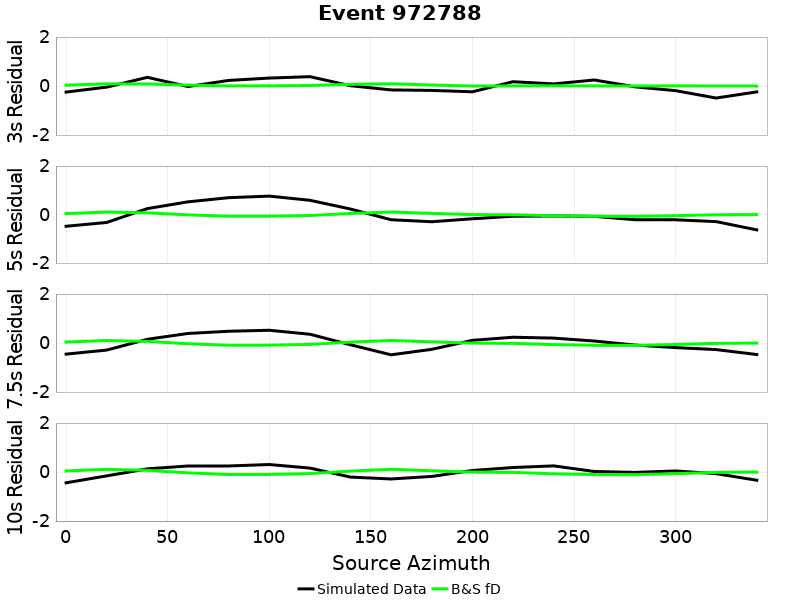 Event 972788
3s Residual
2
0
-2
5s Residual
2
0
-2
7.5s Residual
2
0
-2
10s Residual
2
0
-2
0 50 100 150 200 250 300
Source Azimuth
Simulated Data B&S fD